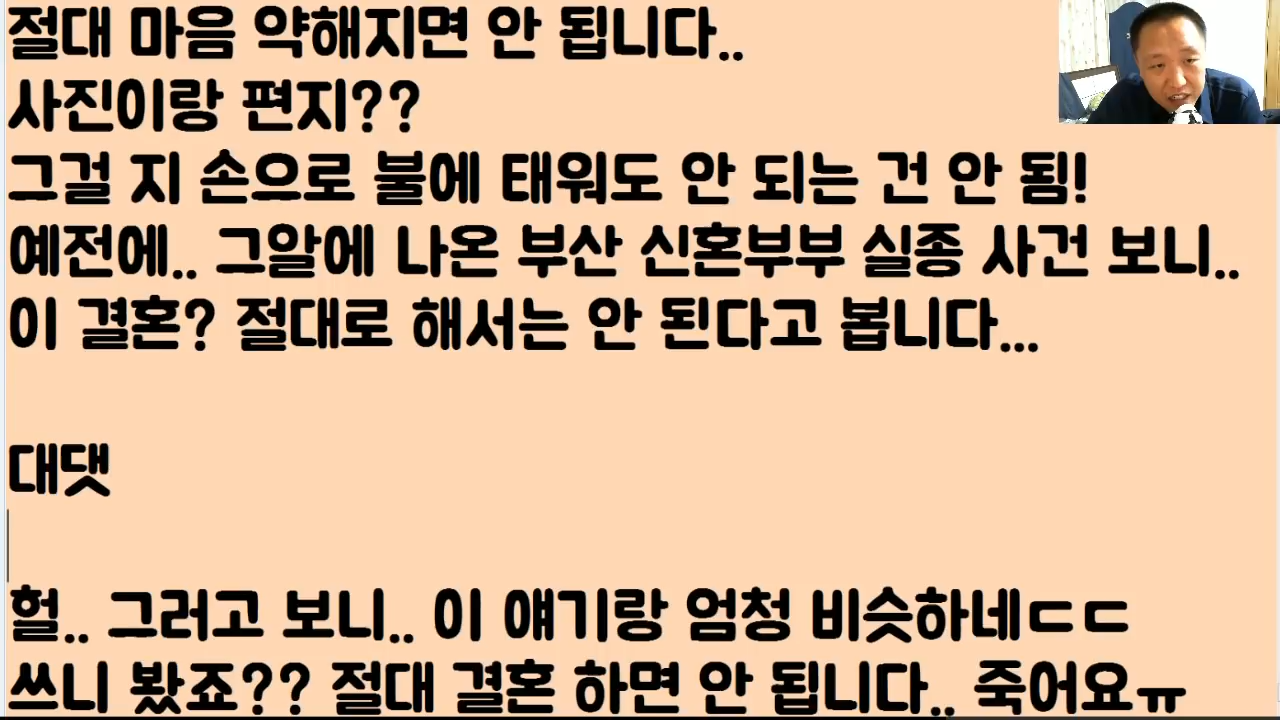 절대 마음 약해지면 안 됩니다..
사진이랑 편지??
그걸 지 손으로 불에 태워도 안 되는 건 안 됨!
예전에.. 그알에 나온 부산 신혼부부 실종 사건 보니..
이 결혼? 절대로 해서는 안 된다고 봅니다...
대댓
헐.. 그러고 보니.. 이 얘기랑 엄청 비슷하네ㄷㄷ
쓰니 봤죠?? 절대 결혼 하면 안 됩니다.. 죽어요ㅠ